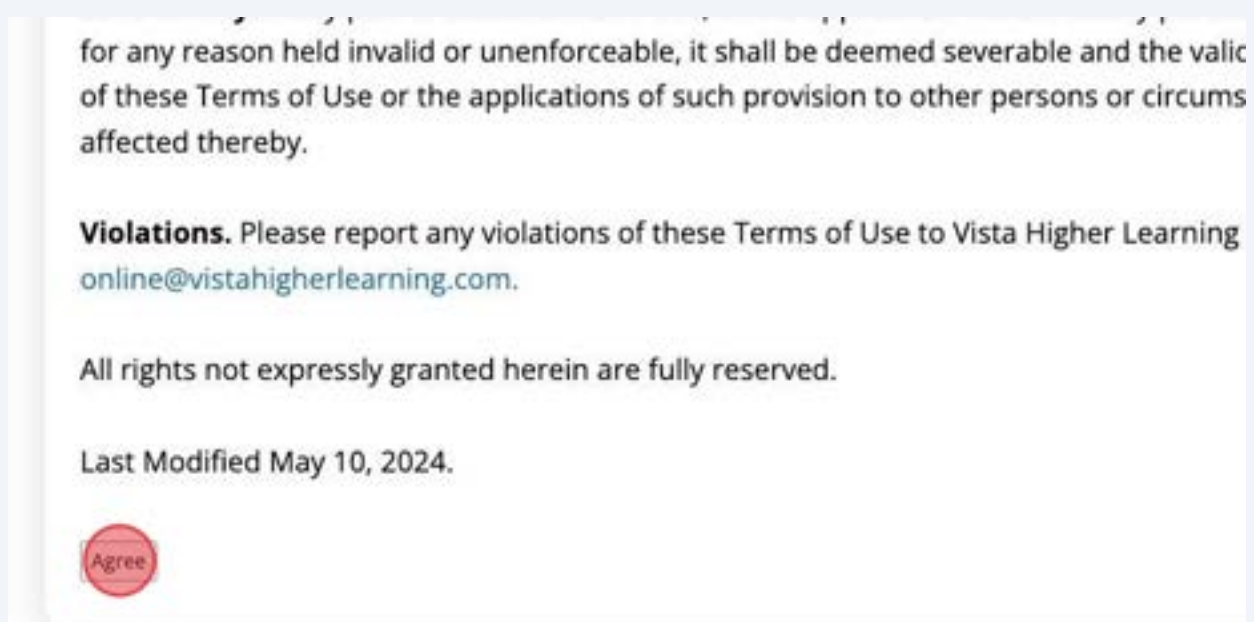 for any reason held invalid or unenforceable, it shall be deemed severable and the
of these Terms of Use or the applications of such provision to other persons or
affected thereby.
Violations. Please report any violations of these Terms of Use to Vista Higher Learning
online@vistahigherlearning.com.
All rights not expressly granted herein are fully reserved.
Last Modified May 10, 2024.
Agree